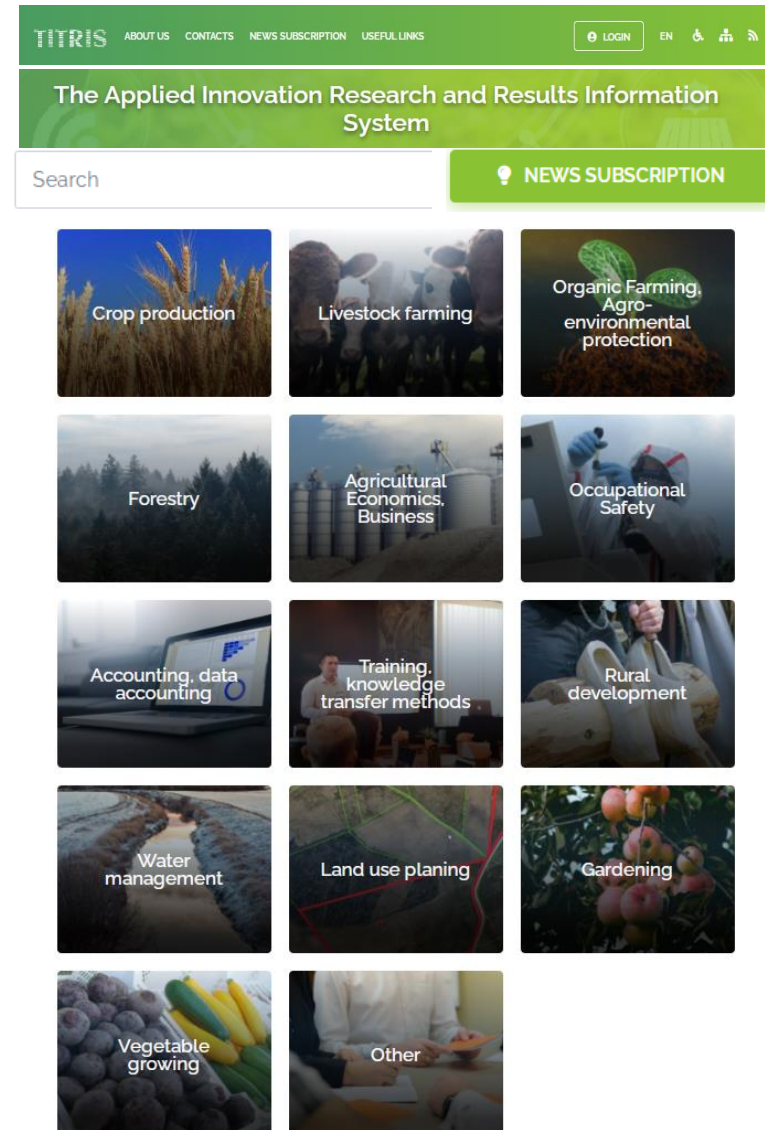 TITRIS
ABOUT US
CONTACTS
NEWS SUBSCRIPTION
USEFUL LINKS
LOGIN
EN
The Applied Innovation Research and Results Information
System
Search
NEWS SUBSCRIPTION
Crop production
Livestock farming
Organic Farming,
Agro-
environmental
protection
Forestry
Agricultural
Economics,
Business
Occupational
Safety
Accounting, data
accounting
Training,
knowledge
transfer methods
Rural
development
Water
management
Land use planing
Gardening
Vegetable
growing
Other